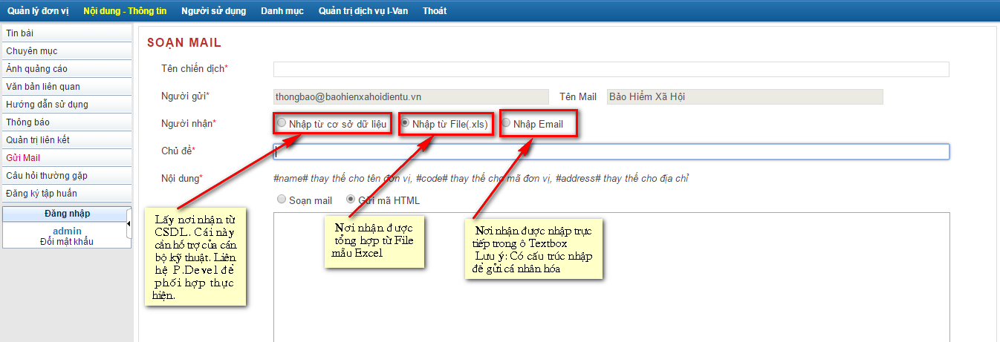 Quản lý đơn vị Nội dung - Thông tin Người sử dụng Danh mục Quản trị dịch vụ I-Van Thoát
Tin bài
Chuyên mục
Ảnh quảng cáo
Văn bản liên quan
Hướng dẫn sử dụng
Thông báo
Quản trị liên kết
Gửi Mail
Câu hỏi thường gặp
Đăng ký tập huấn
Đăng nhập
admin
Đổi mật khẩu
SOẠN MAIL
Tên chiến dịch*
Người gửi* thongbao@baohienxahoidientu.vn Tên Mail Bảo Hiểm Xã Hội
Người nhận* Nhập từ cơ sở dữ liệu Nhập từ File(.xls) Nhập Email
Chủ đề*
Nội dung* #name# thay thế cho tên đơn vị, #code# thay thế cho mã đơn vị, #address# thay thế cho địa chỉ
Soạn mail Gửi mã HTML
Lấy nơi nhận từ
CSDL. Cái này
cần hỗ trợ của cán
bộ kỹ thuật. Liên
hệ P.Devel để
phối hợp thực
hiện.
Nơi nhận được
tổng hợp từ File
mẫu Excel
Nơi nhận được nhập trực
tiếp trong ô Textbox
Lưu ý: Có cấu trúc nhập
để gửi cá nhân hóa